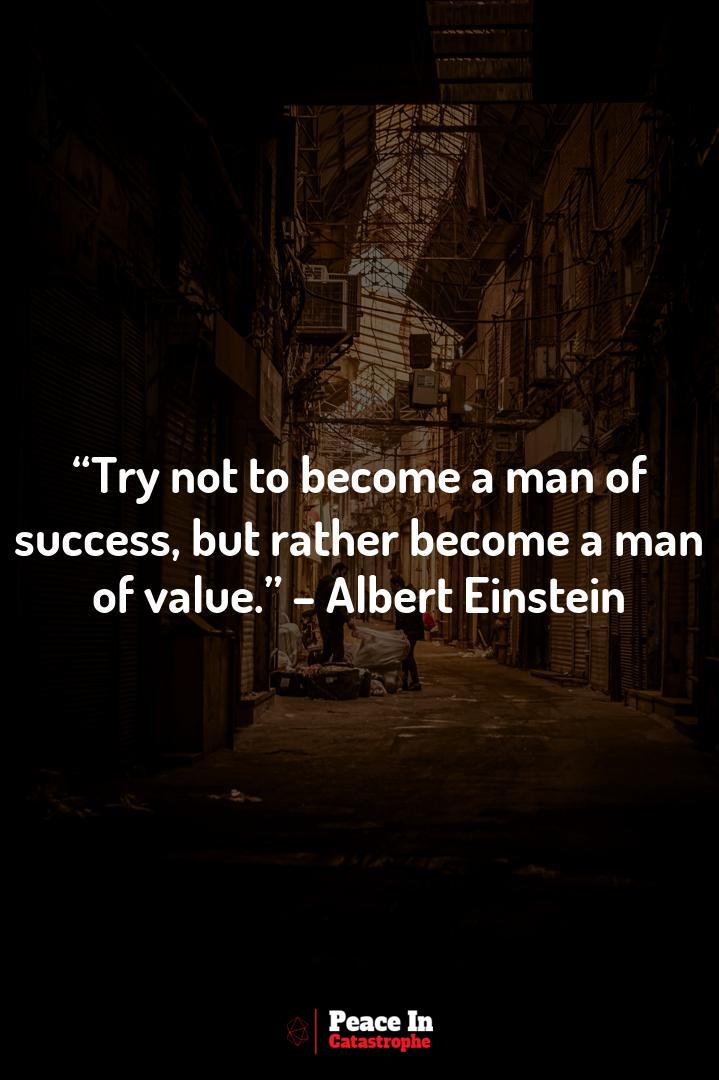 “Try not to become a man of
success, but rather become a man
of value.” – Albert Einstein
Peace In
Catastrophe